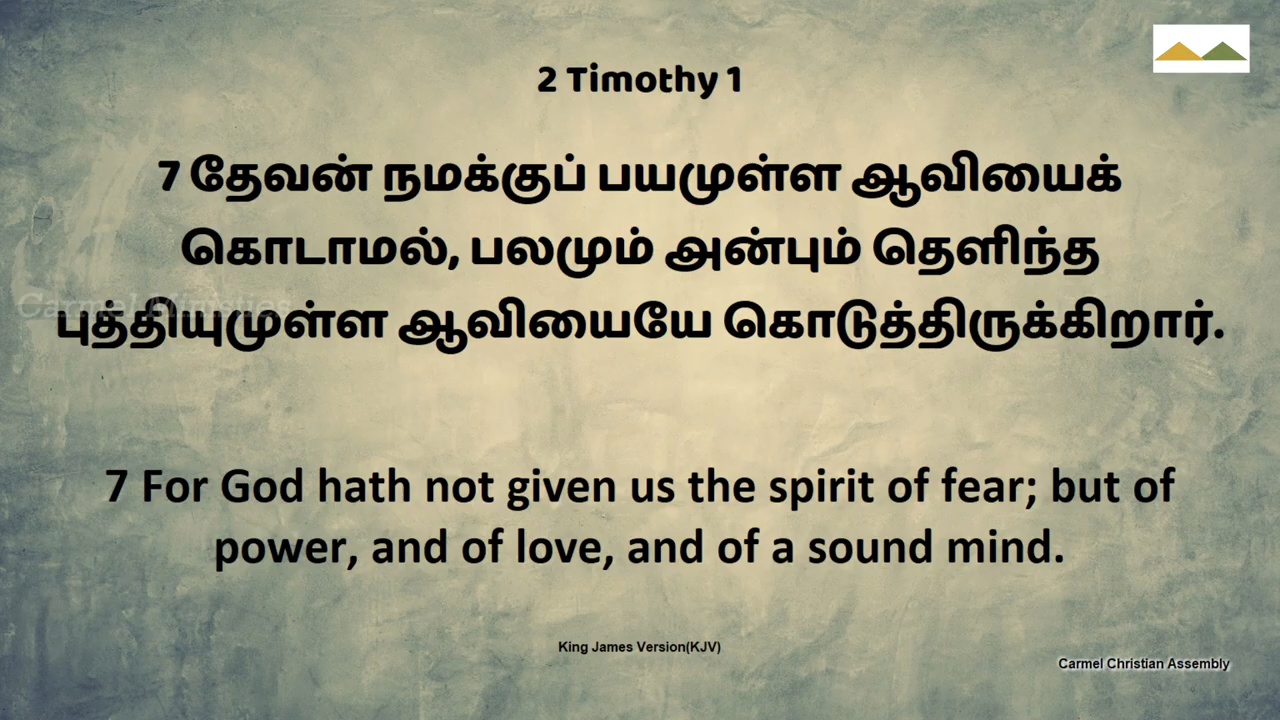 2 Timothy 1
7 தேவன் நமக்குப் பயமுள்ள ஆவியைக்
கொடாமல், பலமும் அன்பும் தெளிந்த
Carmel Ministies
புத்தியுமுள்ள ஆவியையே கொடுத்திருக்கிறார்.
7 For God hath not given us the spirit of fear; but of
power, and of love, and of a sound mind.
King James Version(KJV)
Carmel Christian Assembly